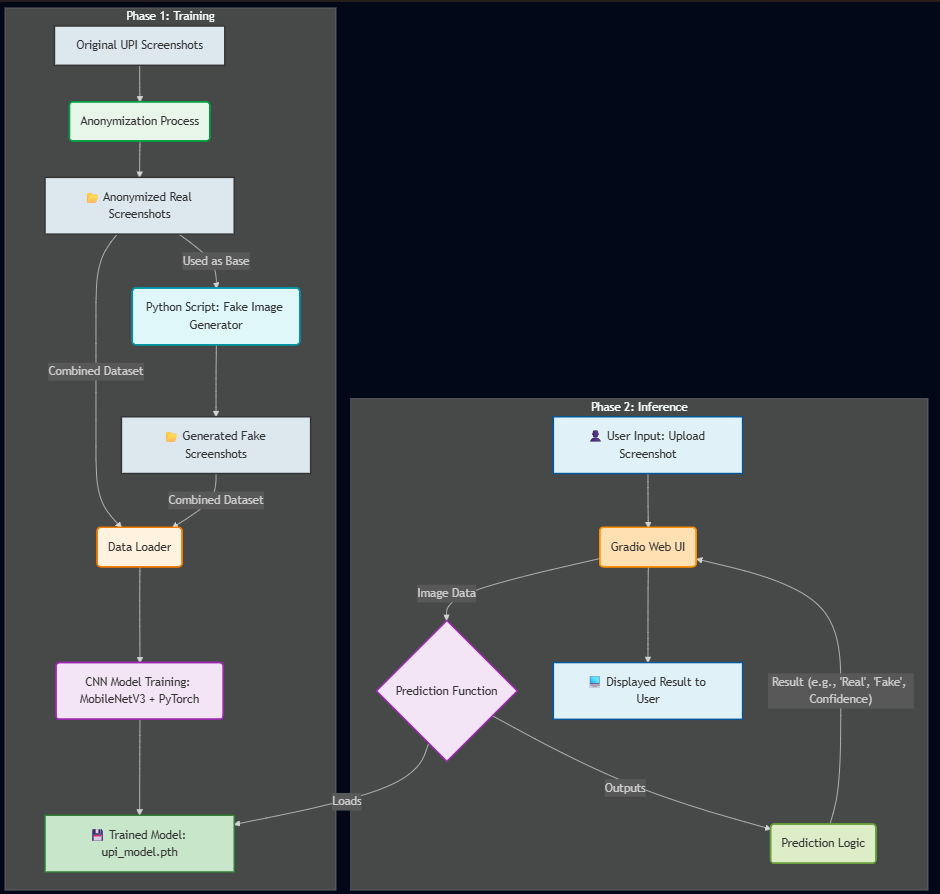 Phase 1: Training
Original UPI Screenshots
Anonymization Process
📁 Anonymized Real
Screenshots
Used as Base
Python Script: Fake Image
Generator
Combined Dataset
📁 Generated Fake
Screenshots
Combined Dataset
Data Loader
CNN Model Training:
MobileNetV3 + PyTorch
💾 Trained Model:
upi_model.pth
Phase 2: Inference
👤 User Input: Upload
Screenshot
Gradio Web UI
Image Data
Prediction Function
💻 Displayed Result to
User
Result (e.g., 'Real', 'Fake',
Confidence)
Loads
Outputs
Prediction Logic